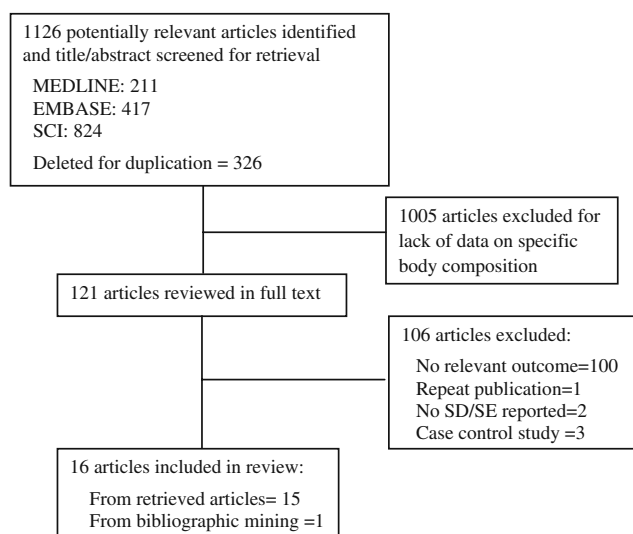 1126 potentially relevant articles identified
and title/abstract screened for retrieval
MEDLINE: 211
EMBASE: 417
SCI: 824
Deleted for duplication = 326
1005 articles excluded for
lack of data on specific
body composition
121 articles reviewed in full text
106 articles excluded:
No relevant outcome=100
Repeat publication=1
No SD/SE reported=2
Case control study =3
16 articles included in review:
From retrieved articles= 15
From bibliographic mining =1